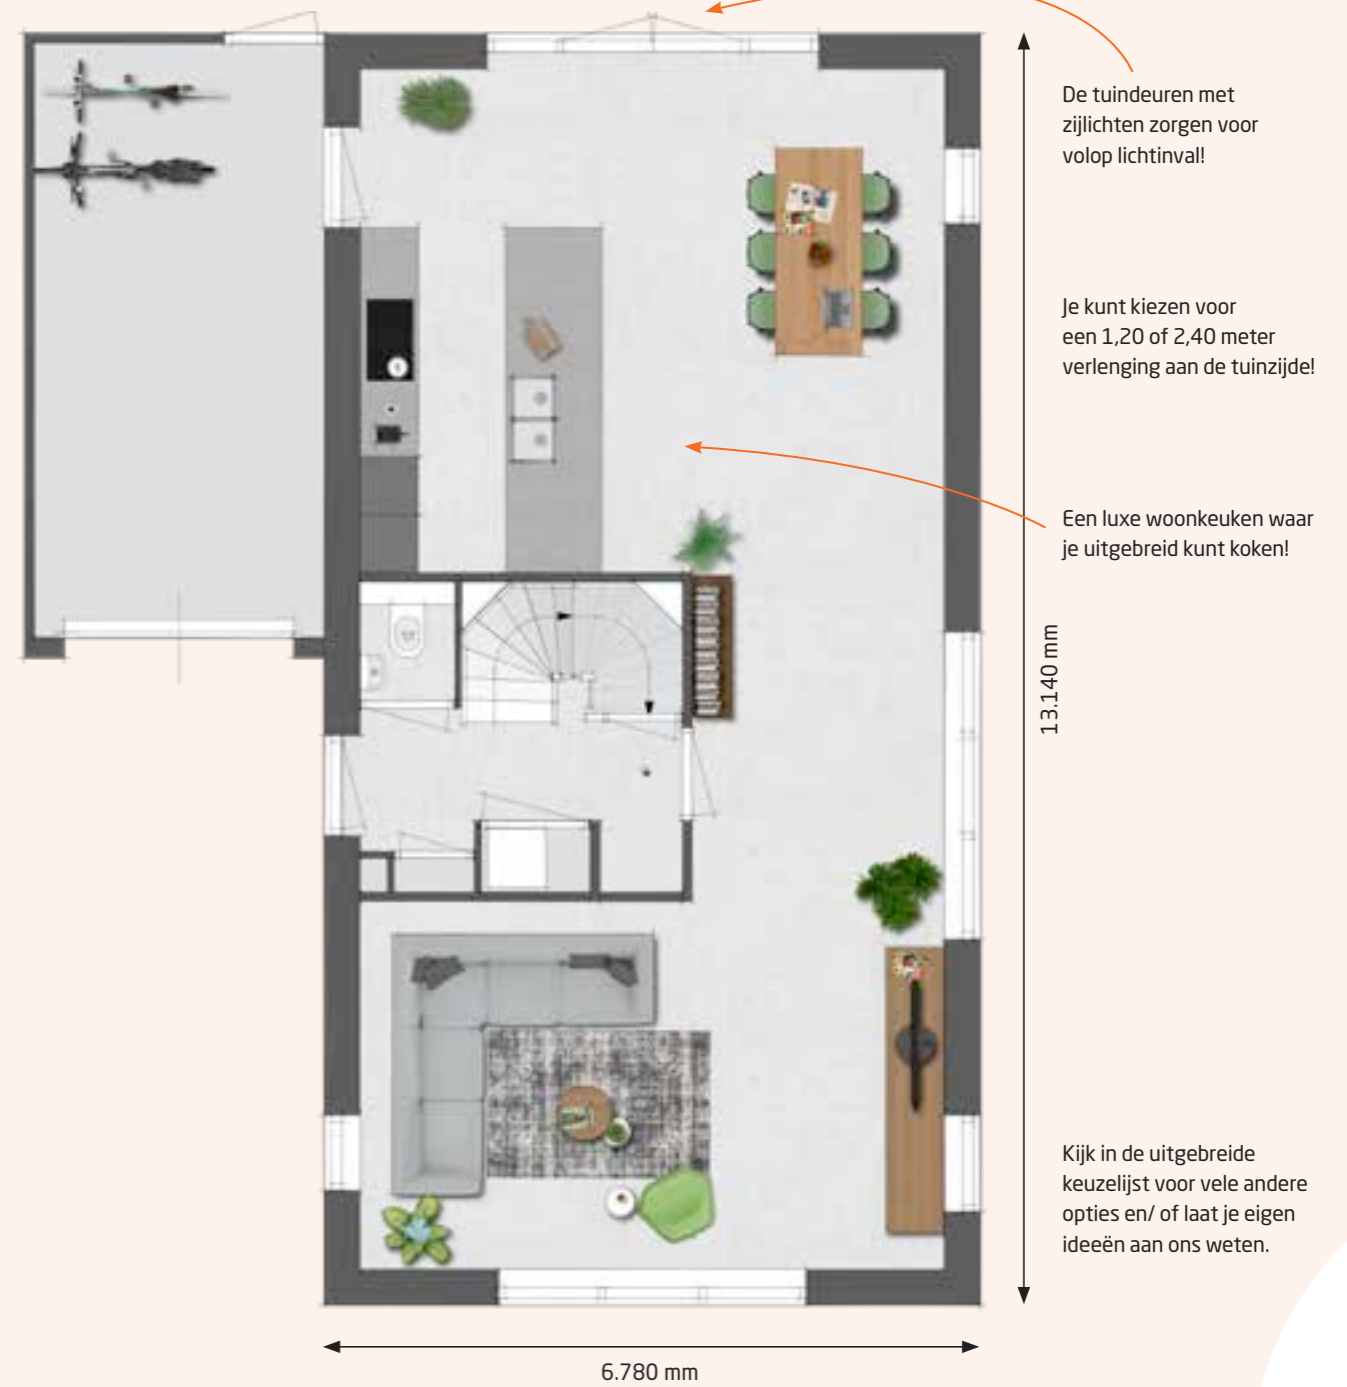 De tuindeuren met
zijlichten zorgen voor
volop lichtinval!
Je kunt kiezen voor
een 1,20 of 2,40 meter
verlenging aan de tuinzijde!
Een luxe woonkeuken waar
je uitgebreid kunt koken!
13.140 mm
Kijk in de uitgebreide
keuzelijst voor vele andere
opties en/ of laat je eigen
ideeën aan ons weten.
6.780 mm